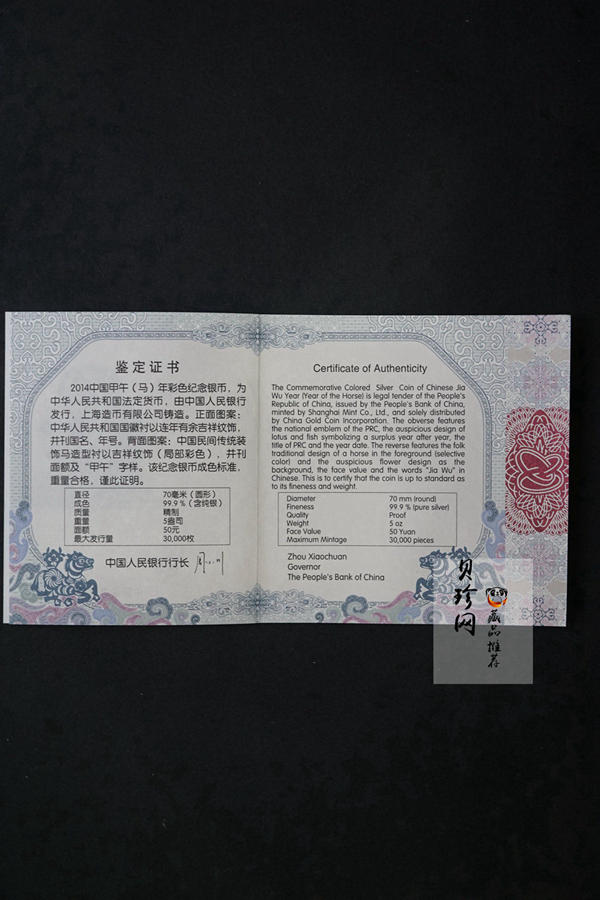 鉴定证书
2014中国甲午（马）年彩色纪念银币，为
中华人民共和国法定货币，由中国人民银行
发行，上海造币有限公司铸造。正面图案：
中华人民共和国国徽衬以连年有余吉祥纹饰，
并刊国名、年号。背面图案：中国民间传统装
饰马造型衬以吉祥纹饰（局部彩色），并刊
面额及“甲午”字样。该纪念银币成色标准，
重量合格，谨此证明。
直径 70毫米（圆形）
成色 99.9%（含纯银）
质量 精制
重量 5盎司
面额 50元
最大发行量 30,000枚
中国人民银行行长
Certificate of Authenticity
The Commemorative Colored Silver Coin of Chinese Jia
Wu Year (Year of the Horse) is legal tender of the People's
Republic of China, issued by the People's Bank of China,
minted by Shanghai Mint Co., Ltd., and solely distributed
by China Gold Coin Incorporation. The obverse features
the national emblem of the PRC, the auspicious design of
lotus and fish symbolizing a surplus year after year, the
title of PRC and the year date. The reverse features the folk
traditional design of a horse in the foreground (selective
color) and the auspicious flower design as the
background, the face value and the words "Jia Wu" in
Chinese. This is to certify that the coin is up to standard as
to its fineness and weight.
Diameter 70 mm (round)
Fineness 99.9 % (pure silver)
Quality Proof
Weight 5 oz
Face Value 50 Yuan
Maximum Mintage 30,000 pieces
Zhou Xiaochuan
Governor
The People's Bank of China
贝珍网
藏品推荐